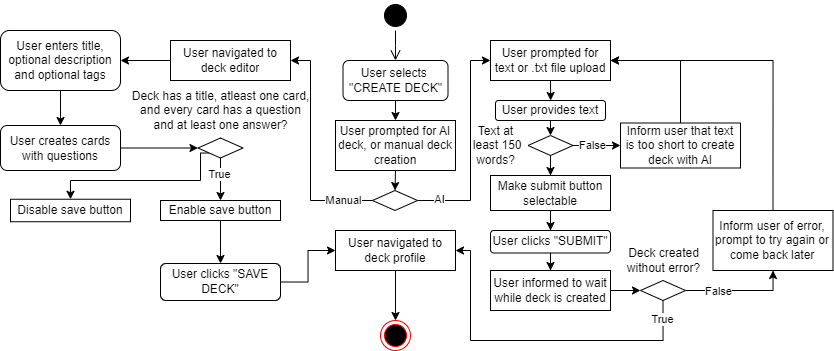 User selects
"CREATE DECK"
User prompted for AI
deck, or manual deck
creation
Manual
AI
User navigated to
deck editor
User enters title,
optional description
and optional tags
User creates cards
with questions
Deck has a title, atleast one card,
and every card has a question
and at least one answer?
True
Disable save button
Enable save button
User clicks "SAVE
DECK"
User navigated to
deck profile
User prompted for
text or .txt file upload
User provides text
Text at
least 150
words?
False
Inform user that text
is too short to create
deck with AI
Make submit button
selectable
User clicks "SUBMIT"
User informed to wait
while deck is created
Deck created
without error?
False
True
Inform user of error,
prompt to try again or
come back later